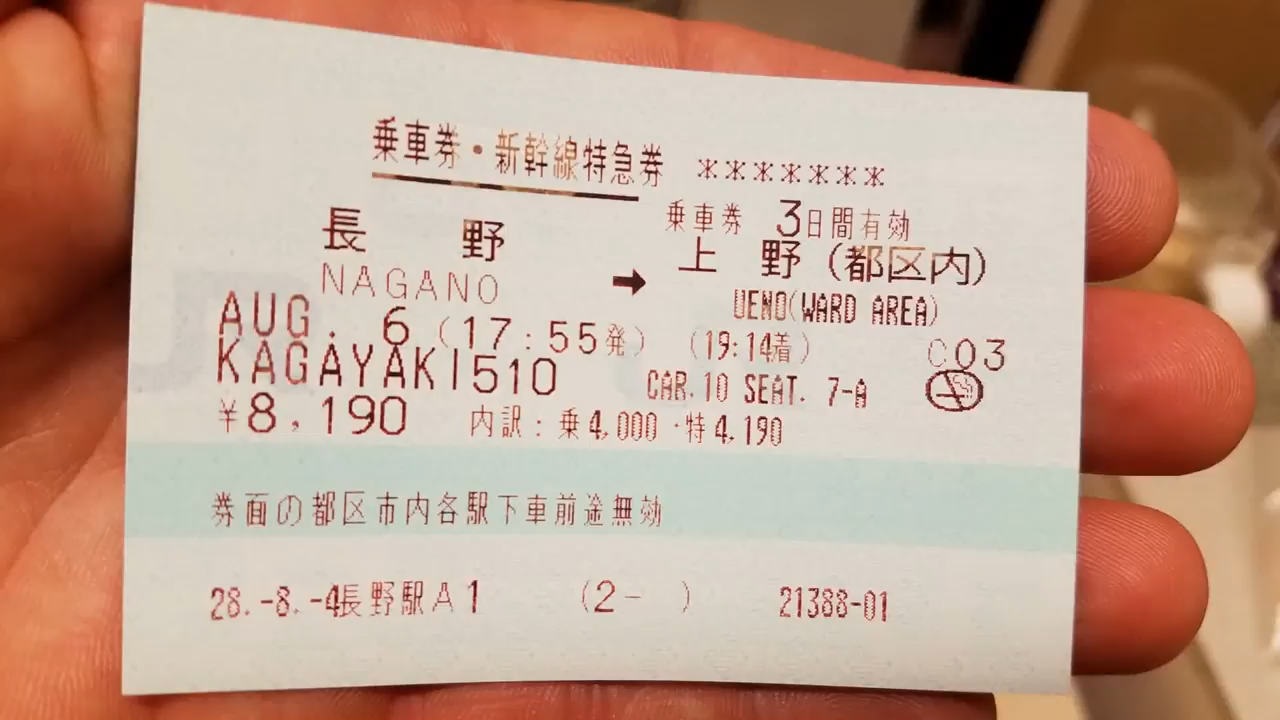 乗車券・新幹線特急券 *******
乗車券 3日間有効
長 野 → 上 野 (都区内)
NAGANO UENO(WARD AREA)
AUG. 6 (17:55発) (19:14着) C03
KAGAYAKI510 CAR.10 SEAT. 7-A
¥8,190 内訳:乗4,000・特4,190
券面の都区市内各駅下車前途無効
28.-8.-4長野駅A1 (2- ) 21388-01